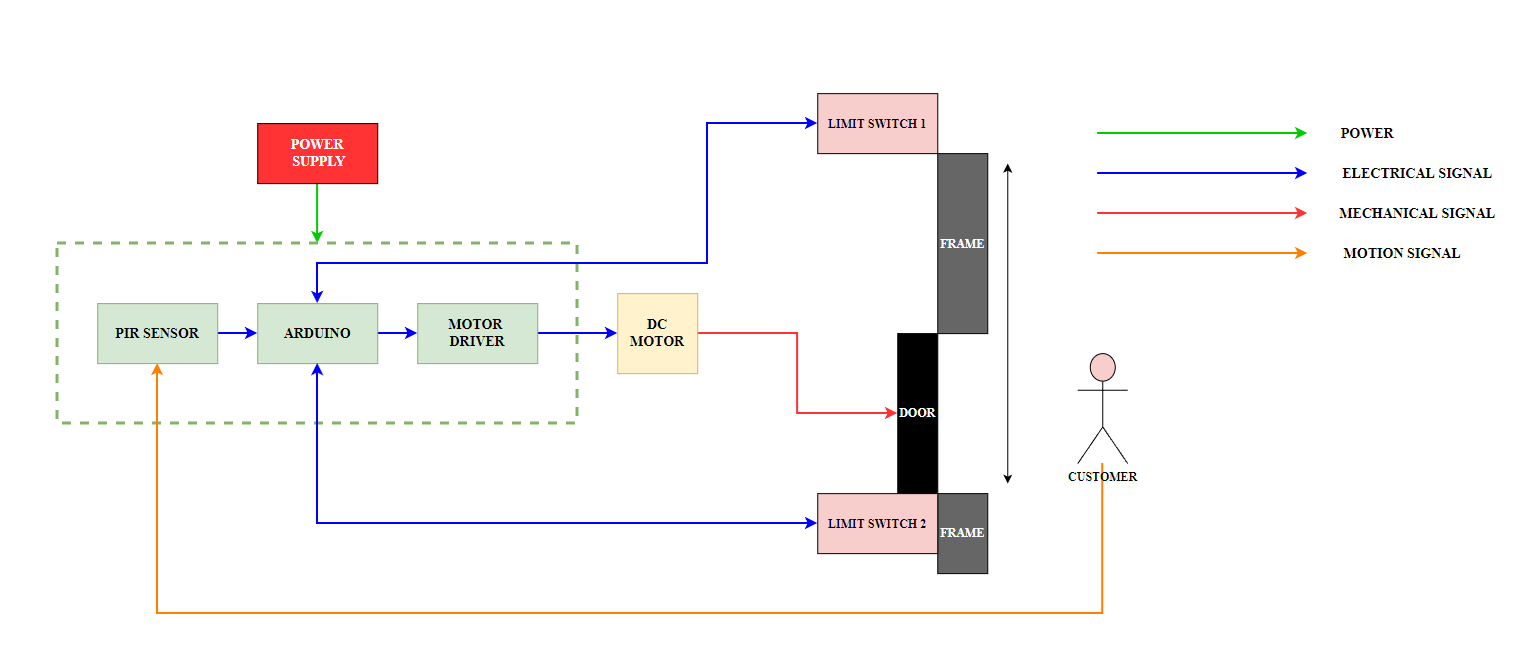 LIMIT SWITCH 1
POWER
SUPPLY
POWER
ELECTRICAL SIGNAL
MECHANICAL SIGNAL
MOTION SIGNAL
FRAME
PIR SENSOR
ARDUINO
MOTOR
DRIVER
DC
MOTOR
DOOR
CUSTOMER
LIMIT SWITCH 2
FRAME